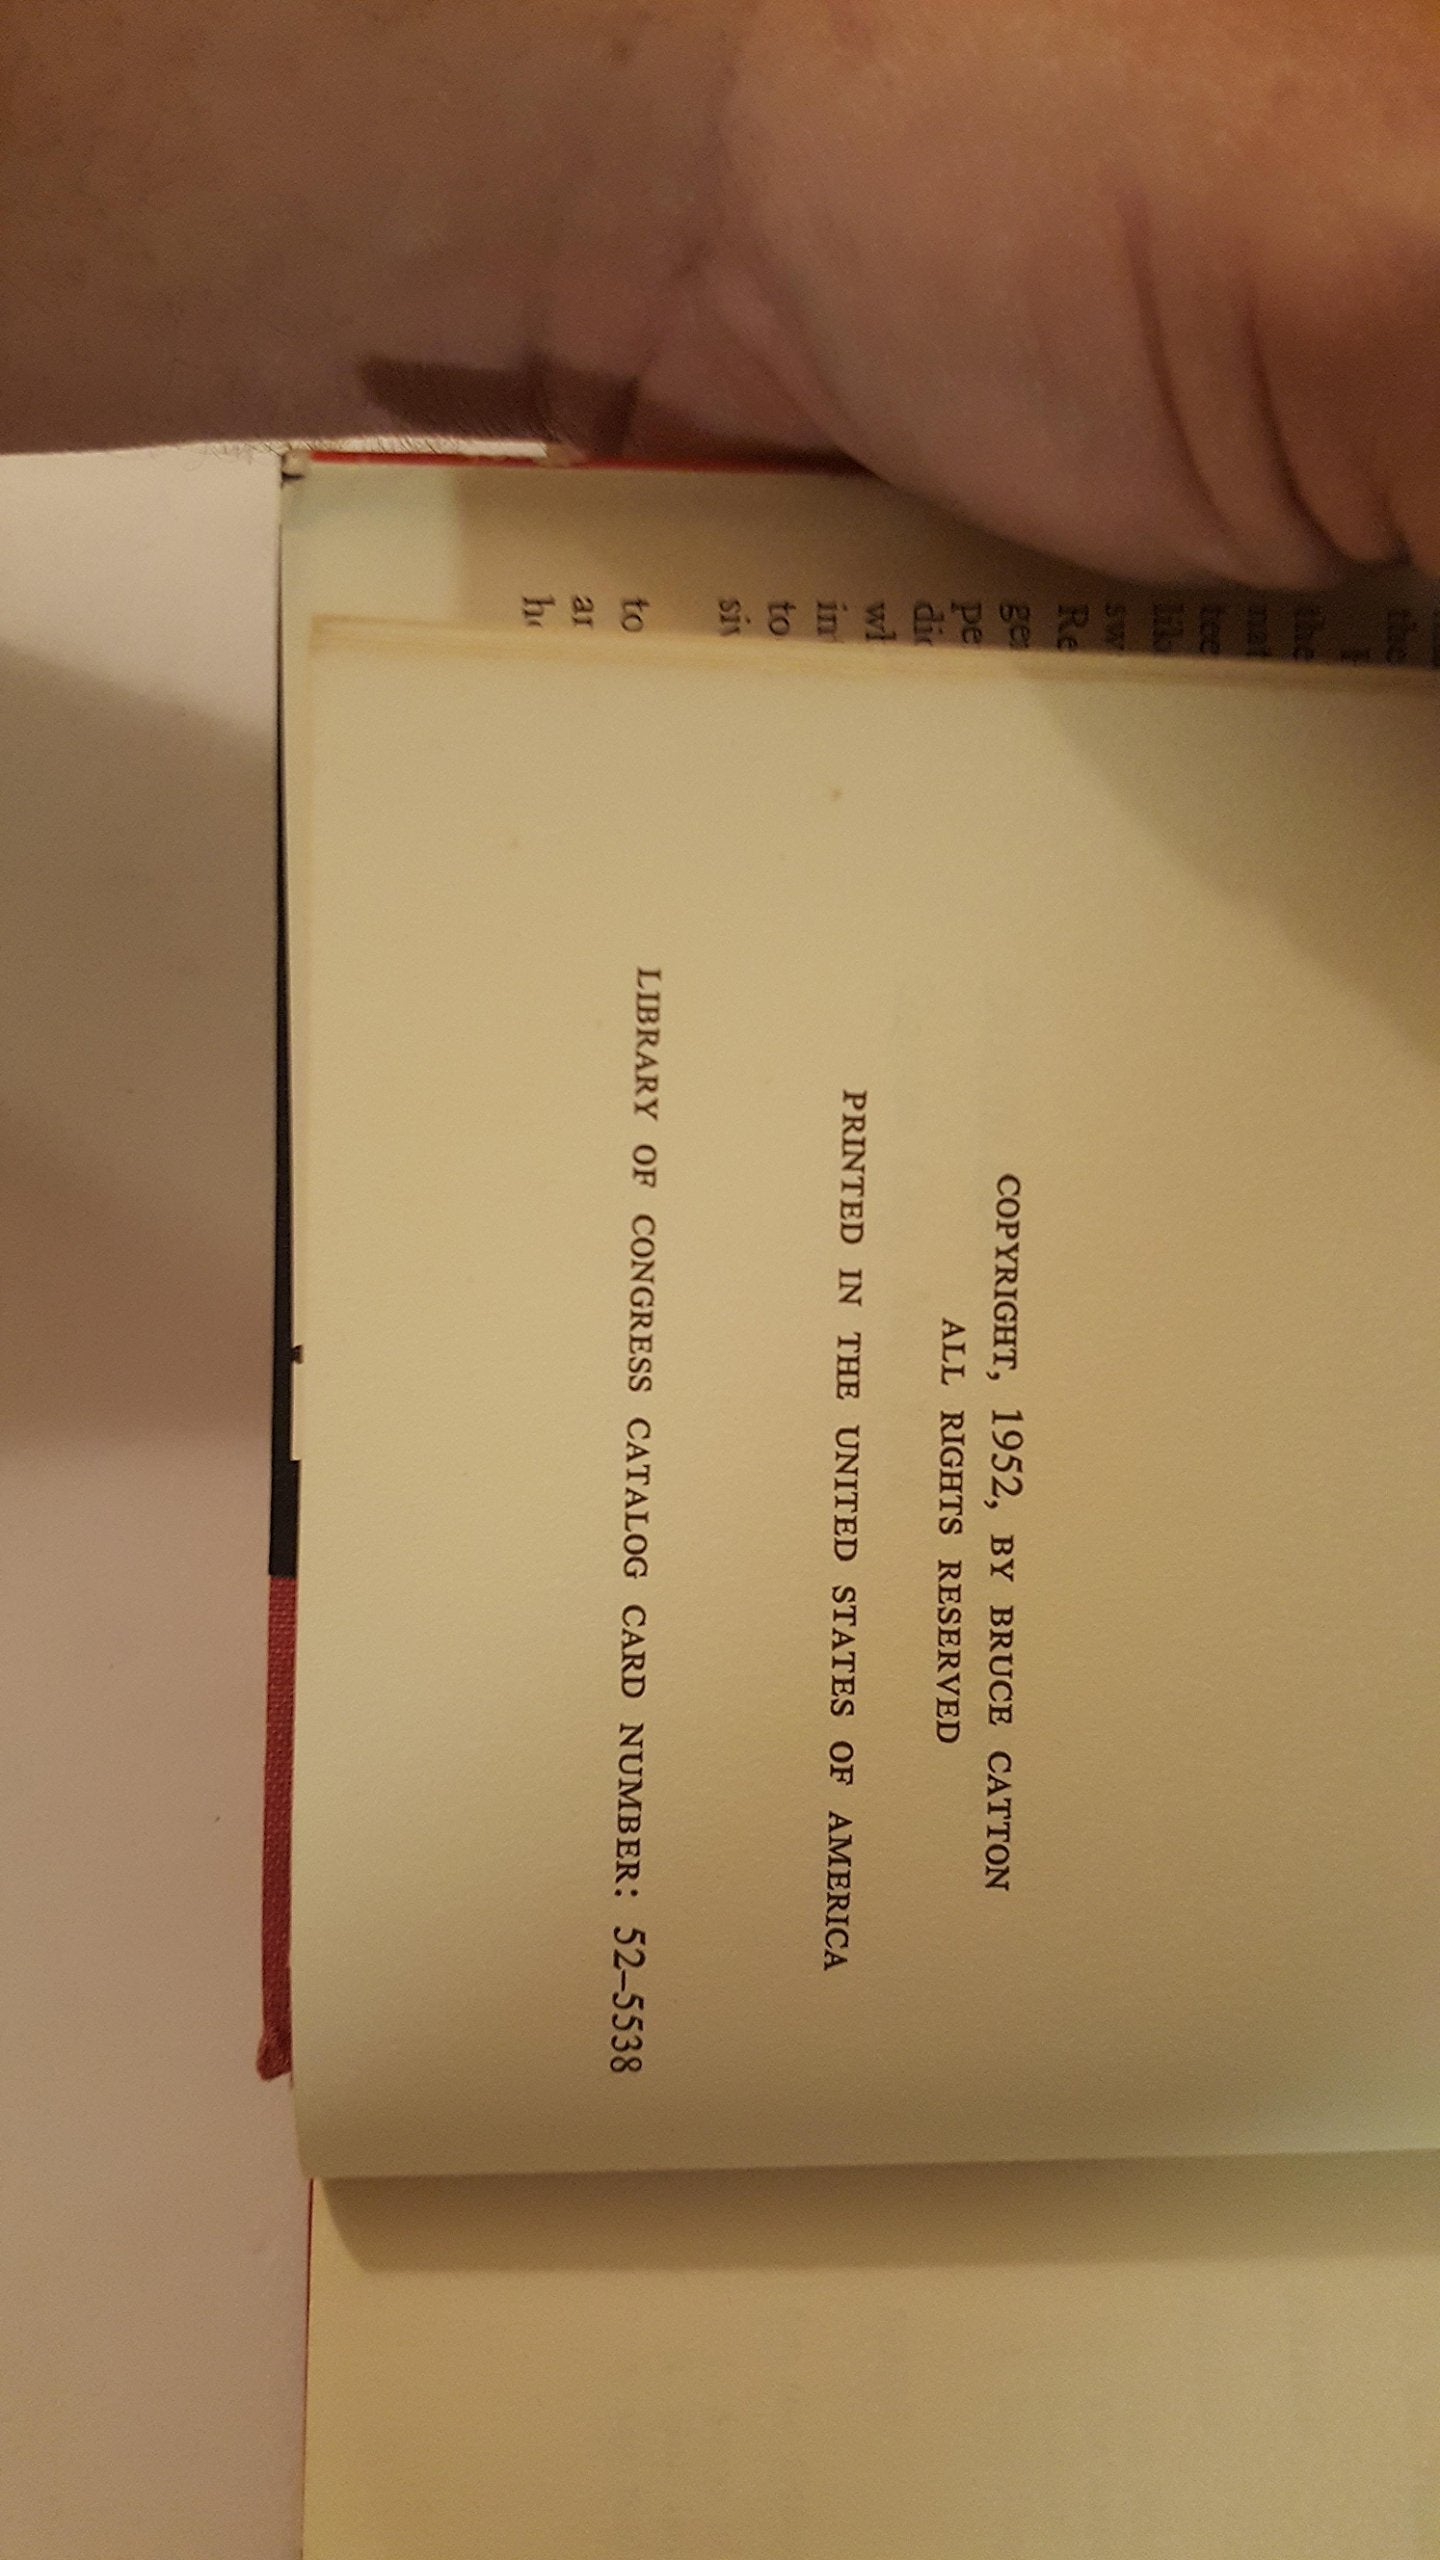 COPYRIGHT, 1952, BY BRUCE CATTON
ALL RIGHTS RESERVED
PRINTED IN THE UNITED STATES OF AMERICA
LIBRARY OF CONGRESS CATALOG CARD NUMBER: 52–5538